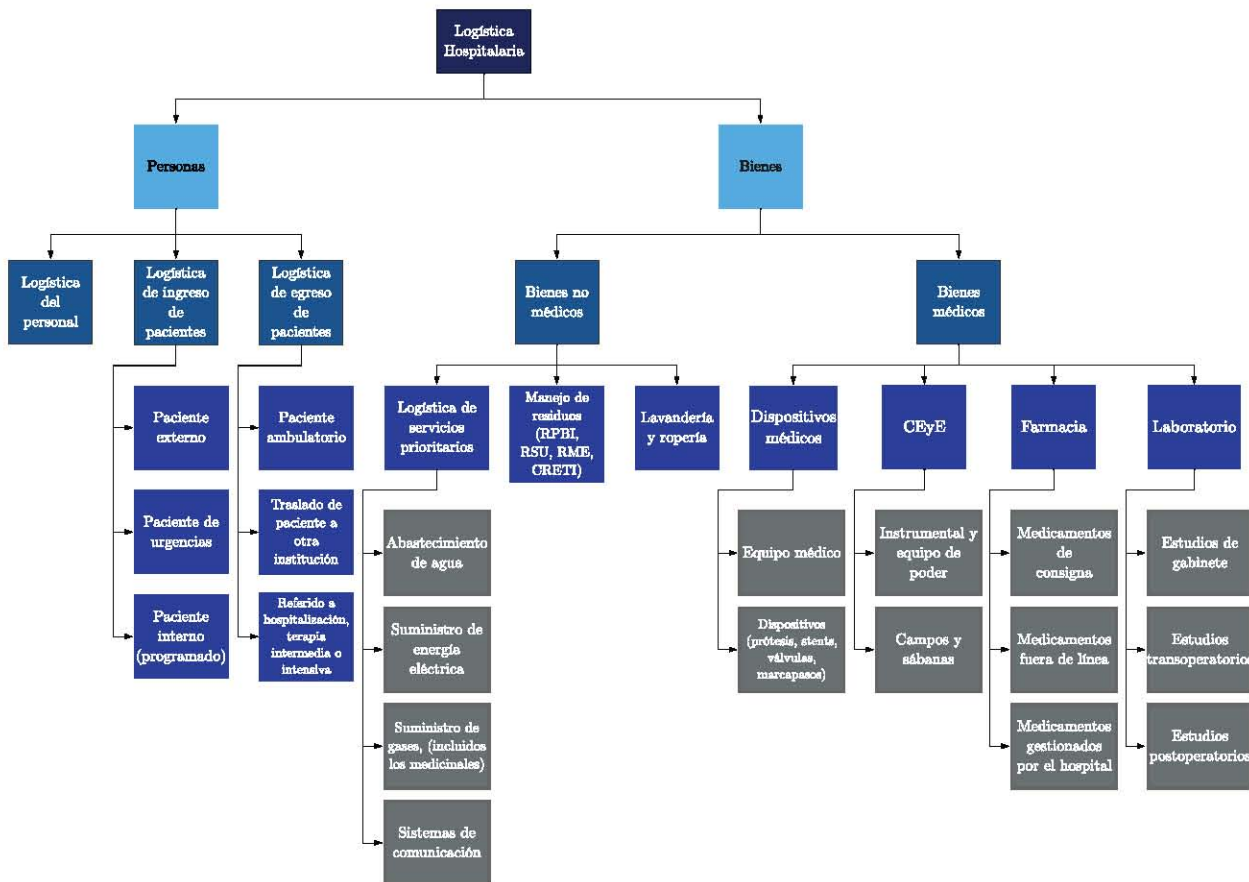 Logística
Hospitalaria
Personas
Bienes
Logística
del
personal
Logística
de ingreso
de
pacientes
Logística
de egreso
de
pacientes
Bienes no
médicos
Bienes
médicos
Paciente
externo
Paciente
ambulatorio
Logística de
servicios
prioritarios
Manejo de
residuos
(RPBI,
RSU, RME,
CRETI)
Lavandería
y ropería
Dispositivos
médicos
CEyE
Farmacia
Laboratorio
Paciente de
urgencias
Traslado de
paciente a
otra
institución
Abastecimiento
de agua
Equipo médico
Instrumental y
equipo de
poder
Medicamentos
de
consigna
Estudios de
gabinete
Paciente
interno
(programado)
Referido a
hospitalización,
terapia
intermedia o
intensiva
Suministro de
energía
eléctrica
Dispositivos
(prótesis, stents,
válvulas,
marcapasos)
Campos y
sábanas
Medicamentos
fuera de línea
Estudios
transoperatorios
Suministro de
gases, (incluidos
los medicinales)
Medicamentos
gestionados
por el hospital
Estudios
postoperatorios
Sistemas de
comunicación